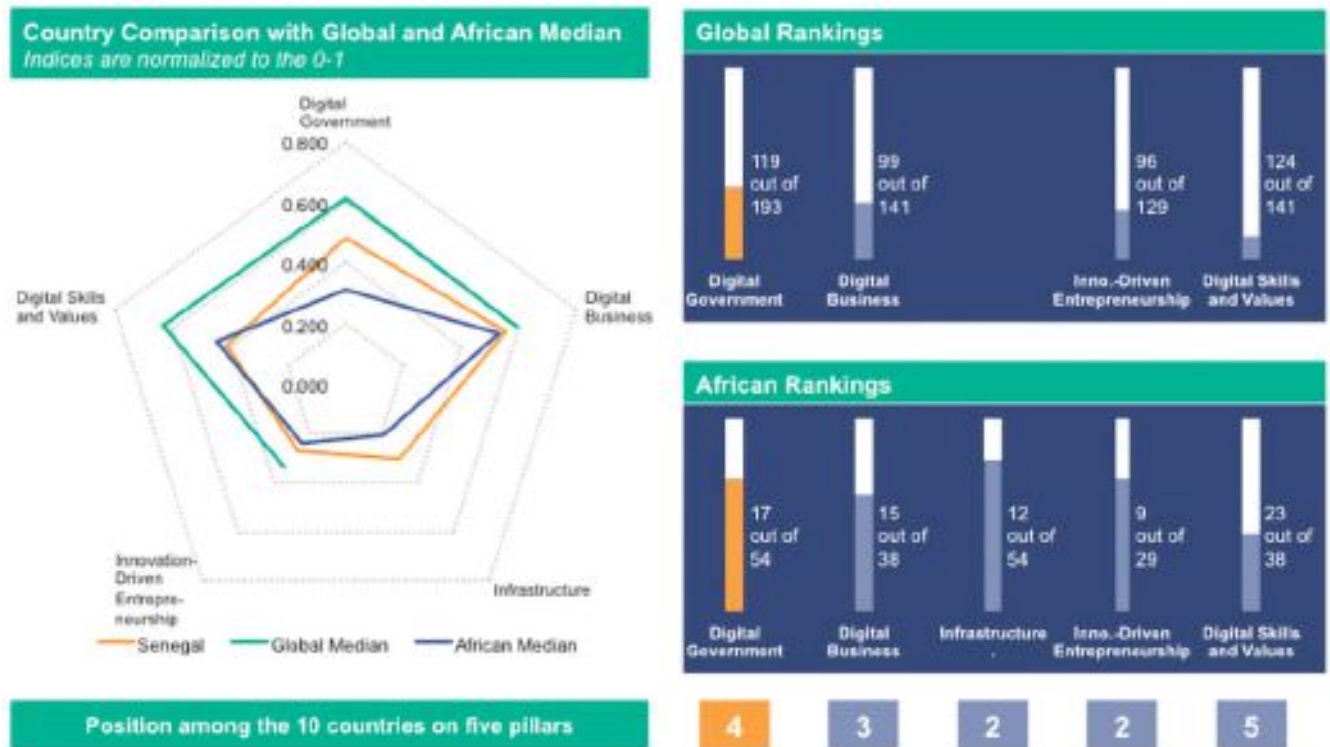 Country Comparison with Global and African Median
Indices are normalized to the 0-1
Digital
Government
0.800
0.600
0.400
0.200
0.000
Digital Skills
and Values
Digital
Business
Innovation-
Driven
Entrepre-
neurship
Infrastructure
Senegal
Global Median
African Median
Global Rankings
119
out of
193
99
out of
141
96
out of
129
124
out of
141
Digital
Government
Digital
Business
Inno.-Driven
Entrepreneurship
Digital Skills
and Values
African Rankings
17
out of
54
15
out of
38
12
out of
54
9
out of
29
23
out of
38
Digital
Government
Digital
Business
Infrastructure
.
Inno.-Driven
Entrepreneurship
Digital Skills
and Values
Position among the 10 countries on five pillars
4
3
2
2
5